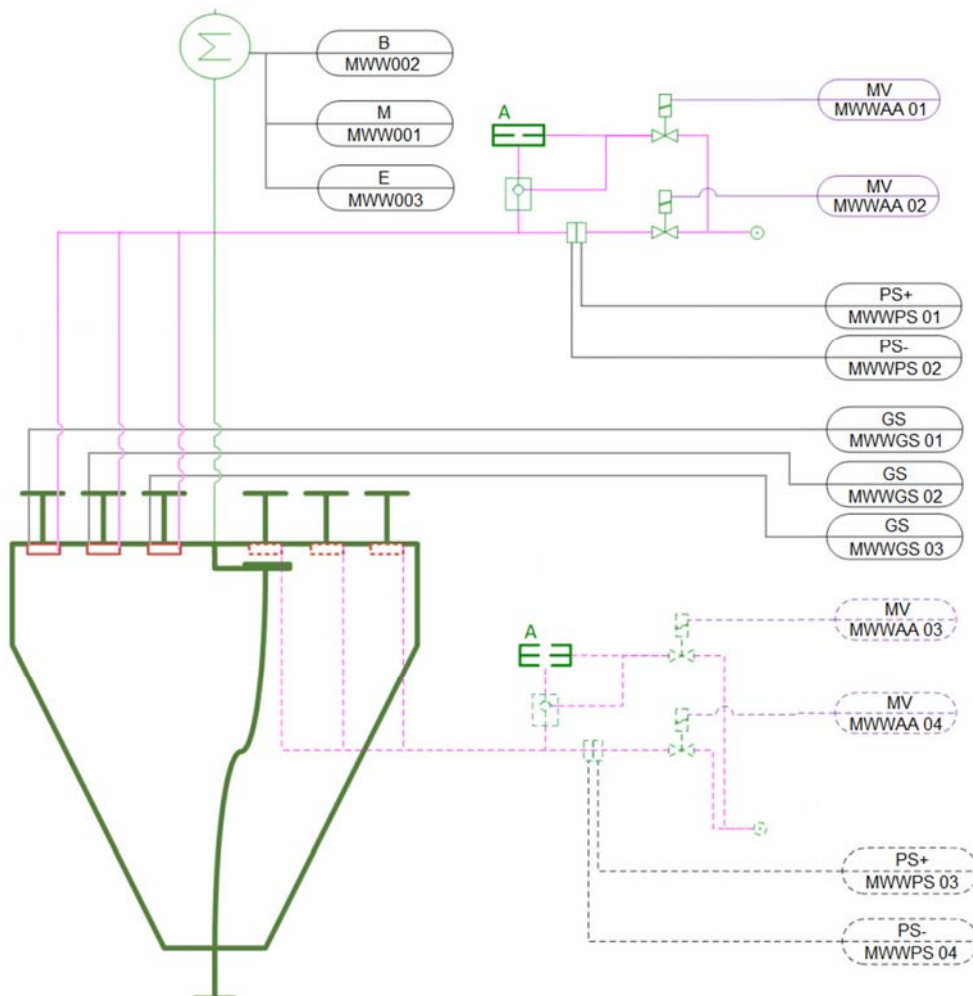 B
MWW002
M
MWW001
E
MWW003
A
MV
MWWAA 01
MV
MWWAA 02
PS+
MWWPS 01
PS-
MWWPS 02
GS
MWWGS 01
GS
MWWGS 02
GS
MWWGS 03
A
MV
MWWAA 03
MV
MWWAA 04
PS+
MWWPS 03
PS-
MWWPS 04